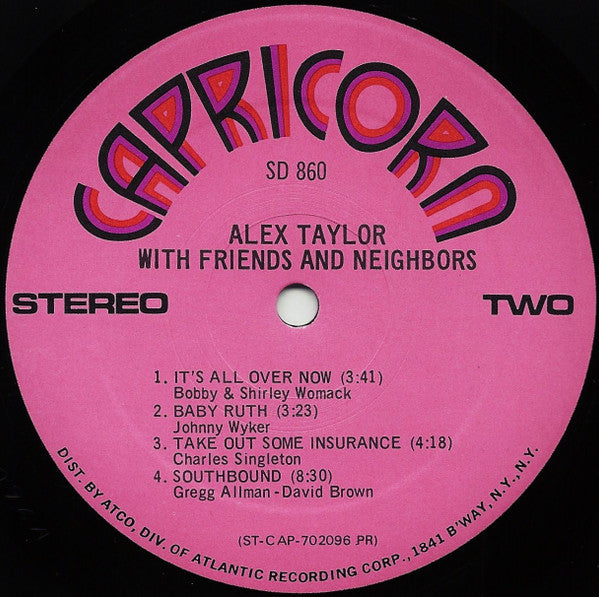 CAPRICORN
SD 860
ALEX TAYLOR
WITH FRIENDS AND NEIGHBORS
STEREO
TWO
1. IT'S ALL OVER NOW (3:41)
Bobby & Shirley Womack
2. BABY RUTH (3:23)
Johnny Wyker
3. TAKE OUT SOME INSURANCE (4:18)
Charles Singleton
4. SOUTHBOUND (8:30)
Gregg Allman - David Brown
(ST-CAP-702096 PR)
DIST. BY ATCO, DIV. OF ATLANTIC RECORDING CORP., 1841 B'WAY, N.Y., N.Y.